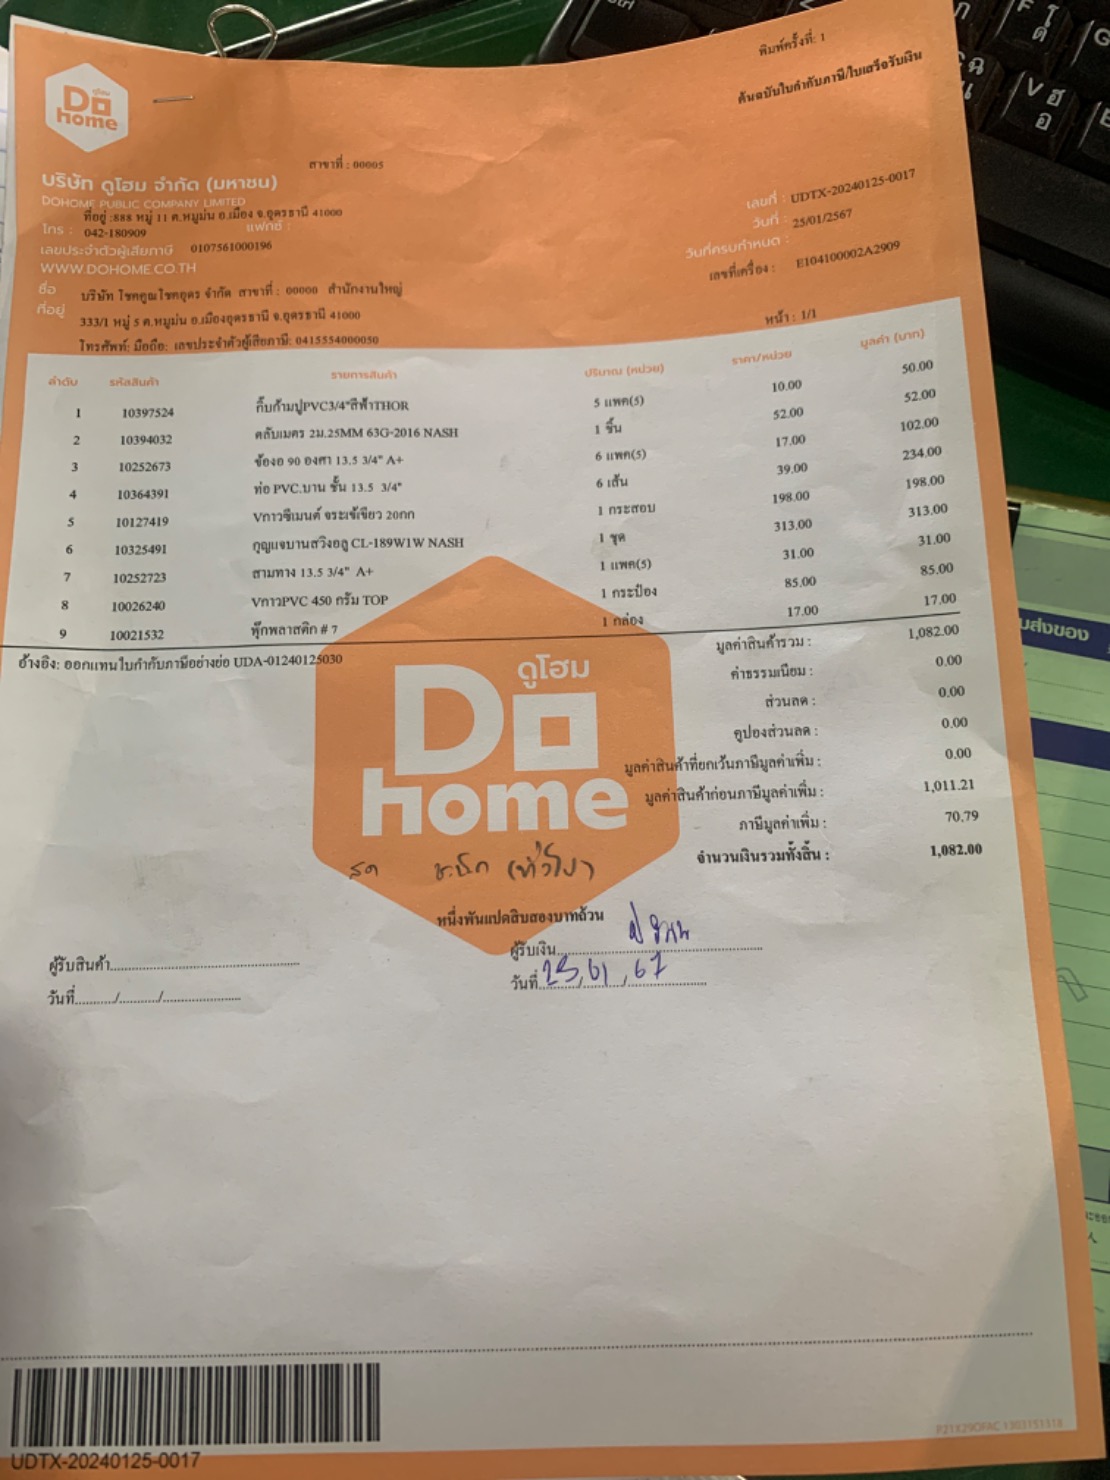 พิมพ์ครั้งที่: 1
ต้นฉบับใบกำกับภาษี/ใบเสร็จรับเงิน
ดูโฮม
Do
home
สาขาที่ : 00005
บริษัท ดูโฮม จำกัด (มหาชน)
DOHOME PUBLIC COMPANY LIMITED
ที่อยู่ :888 หมู่ 11 ต.หมูม่น อ.เมือง จ.อุดรธานี 41000
โทร : 042-180909 แฟกซ์ :
เลขประจำตัวผู้เสียภาษี 0107561000196
WWW.DOHOME.CO.TH
เลขที่ : UDTX-20240125-0017
วันที่ : 25/01/2567
วันที่ครบกำหนด :
เลขที่เครื่อง : E104100002A2909
ชื่อ บริษัท โชคคูณโชคอุดร จำกัด สาขาที่ : 00000 สำนักงานใหญ่
ที่อยู่ 333/1 หมู่ 5 ต.หมูม่น อ.เมืองอุดรธานี จ.อุดรธานี 41000
โทรศัพท์: มือถือ: เลขประจำตัวผู้เสียภาษี: 0415554000050
หน้า : 1/1
ลำดับ รหัสสินค้า รายการสินค้า ปริมาณ (หน่วย) ราคา/หน่วย มูลค่า (บาท)
1 10397524 กิ๊บก้ามปูPVC3/4"สีฟ้าTHOR 5 แพค(5) 10.00 50.00
2 10394032 ตลับเมตร 2ม.25MM 63G-2016 NASH 1 ชิ้น 52.00 52.00
3 10252673 ข้องอ 90 องศา 13.5 3/4" A+ 6 แพค(5) 17.00 102.00
4 10364391 ท่อ PVC.บาน ชั้น 13.5 3/4" 6 เส้น 39.00 234.00
5 10127419 Vกาวซีเมนต์ จระเข้เขียว 20กก 1 กระสอบ 198.00 198.00
6 10325491 กุญแจบานสวิงอลู CL-189W1W NASH 1 ชุด 313.00 313.00
7 10252723 สามทาง 13.5 3/4" A+ 1 แพค(5) 31.00 31.00
8 10026240 VกาวPVC 450 กรัม TOP 1 กระป๋อง 85.00 85.00
9 10021532 พุ๊กพลาสติก # 7 1 กล่อง 17.00 17.00
อ้างอิง: ออกแทนใบกำกับภาษีอย่างย่อ UDA-01240125030
มูลค่าสินค้ารวม : 1,082.00
ค่าธรรมเนียม : 0.00
ส่วนลด : 0.00
คูปองส่วนลด : 0.00
มูลค่าสินค้าที่ยกเว้นภาษีมูลค่าเพิ่ม : 0.00
มูลค่าสินค้าก่อนภาษีมูลค่าเพิ่ม : 1,011.21
ภาษีมูลค่าเพิ่ม : 70.79
จำนวนเงินรวมทั้งสิ้น : 1,082.00
ดูโฮม
Do
home
สด
หนึ่งพันแปดสิบสองบาทถ้วน
ผู้รับสินค้า
วันที่ ......../......../........
ผู้รับเงิน
วันที่ 25/01/67
UDTX-20240125-0017
ส่งของ